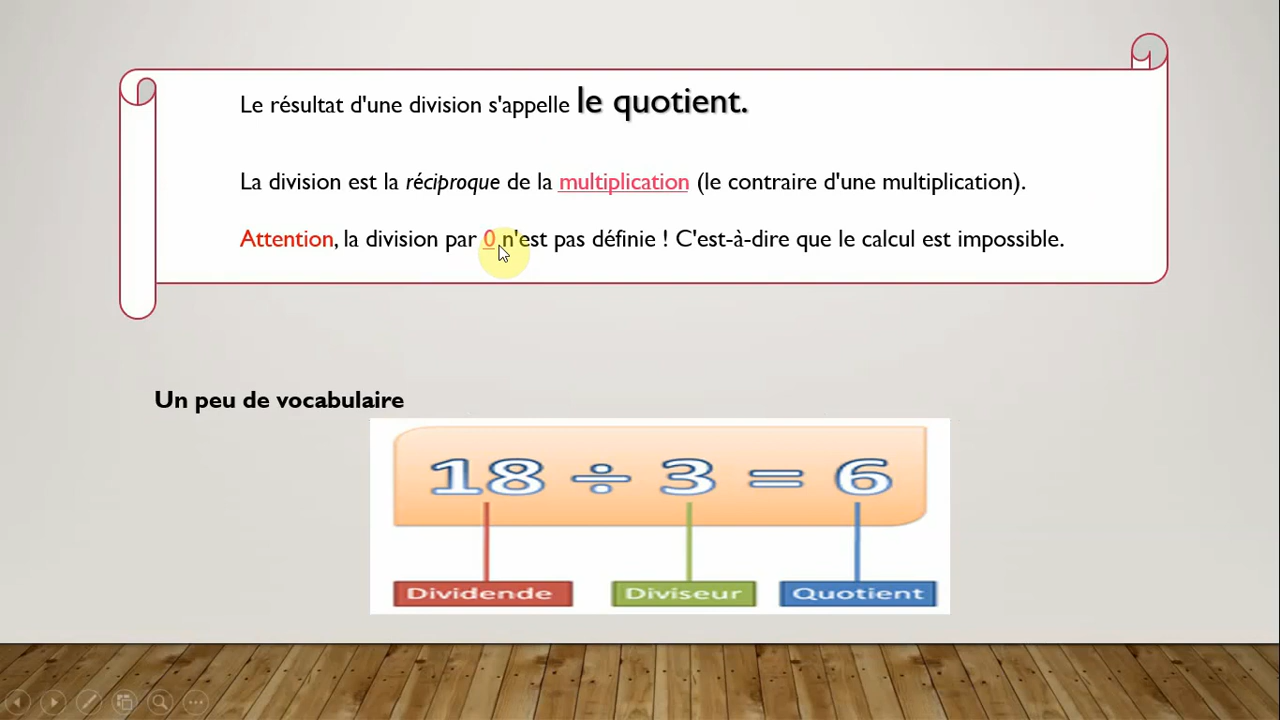 Le résultat d'une division s'appelle le quotient.
La division est la réciproque de la multiplication (le contraire d'une multiplication).
Attention, la division par 0 n'est pas définie ! C'est-à-dire que le calcul est impossible.
Un peu de vocabulaire
18 ÷ 3 = 6
Dividende Diviseur Quotient